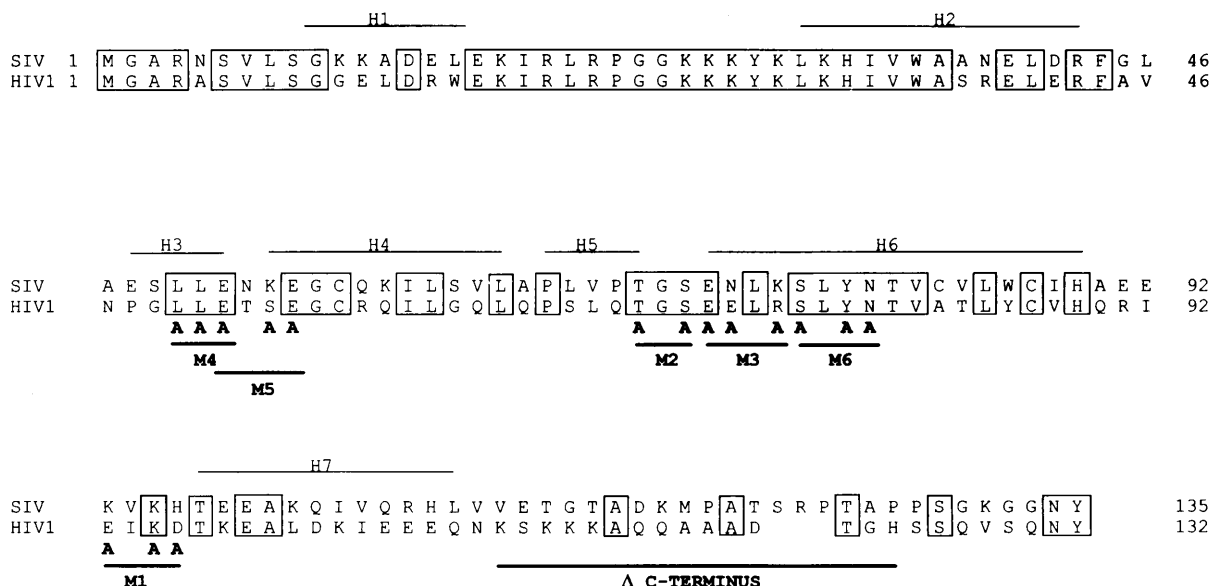 H1 H2
SIV 1 M G A R N S V L S G K K A D E L E K I R L R P G G K K K Y K L K H I V W A A N E L D R F G L 46
HIV1 1 M G A R A S V L S G G E L D R W E K I R L R P G G K K K Y K L K H I V W A S R E L E R F A V 46
H3 H4 H5 H6
SIV A E S L L E N K E G C Q K I L S V L A P L V P T G S E N L K S L Y N T V C V L W C I H A E E 92
HIV1 N P G L L E T S E G C R Q I L G Q L Q P S L Q T G S E E L R S L Y N T V A T L Y C V H Q R I 92
A A A A A A A A A A A A A
M4 M2 M3 M6
M5
H7
SIV K V K H T E E A K Q I V Q R H L V V E T G T A D K M P A T S R P T A P P S G K G G N Y 135
HIV1 E I K D T K E A L D K I E E E Q N K S K K K A Q Q A A A D T G H S S Q V S Q N Y 132
A A A
M1 Δ C-TERMINUS